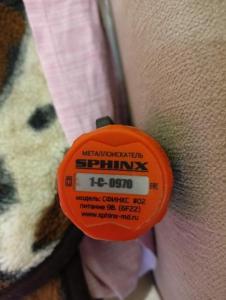 МЕТАЛЛОИСКАТЕЛЬ
SPHINX
1-C-0970
модель: СФИНКС #02
питание 9В. (6F22)
www.sphinx-md.ru